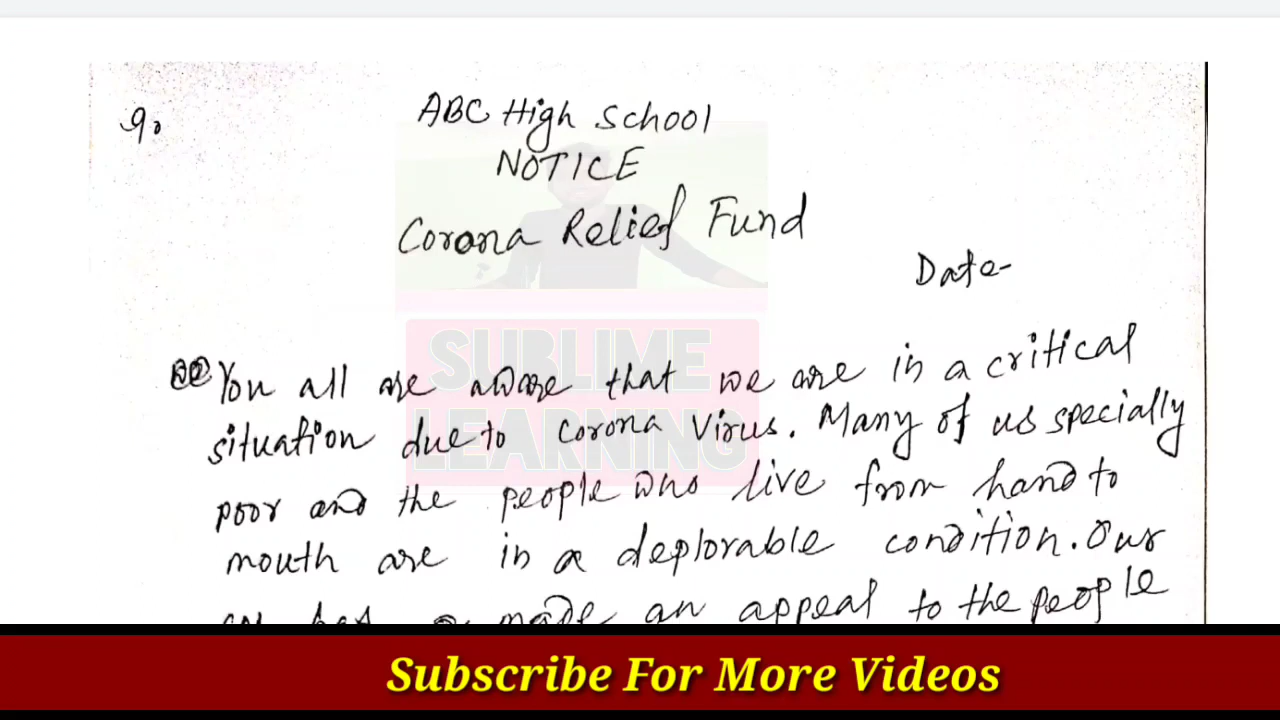 9.
ABC High School
NOTICE
Corona Relief Fund
Date-
You all are aware that we are in a critical
situation due to corona Virus. Many of us specially
poor and the people who live from hand to
mouth are in a deplorable condition. Our
has made an appeal to the people
SUBLIME
LEARNING
Subscribe For More Videos